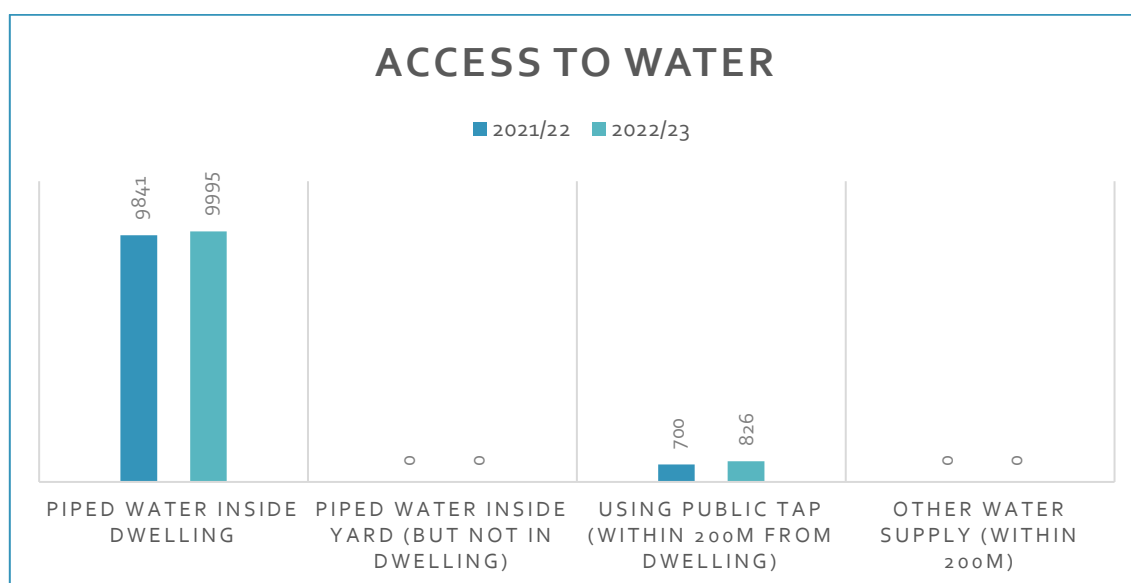 ACCESS TO WATER
2021/22 2022/23
9841 9995 0 0 700 826 0 0
PIPED WATER INSIDE
DWELLING
PIPED WATER INSIDE
YARD (BUT NOT IN
DWELLING)
USING PUBLIC TAP
(WITHIN 200M FROM
DWELLING)
OTHER WATER
SUPPLY (WITHIN
200M)